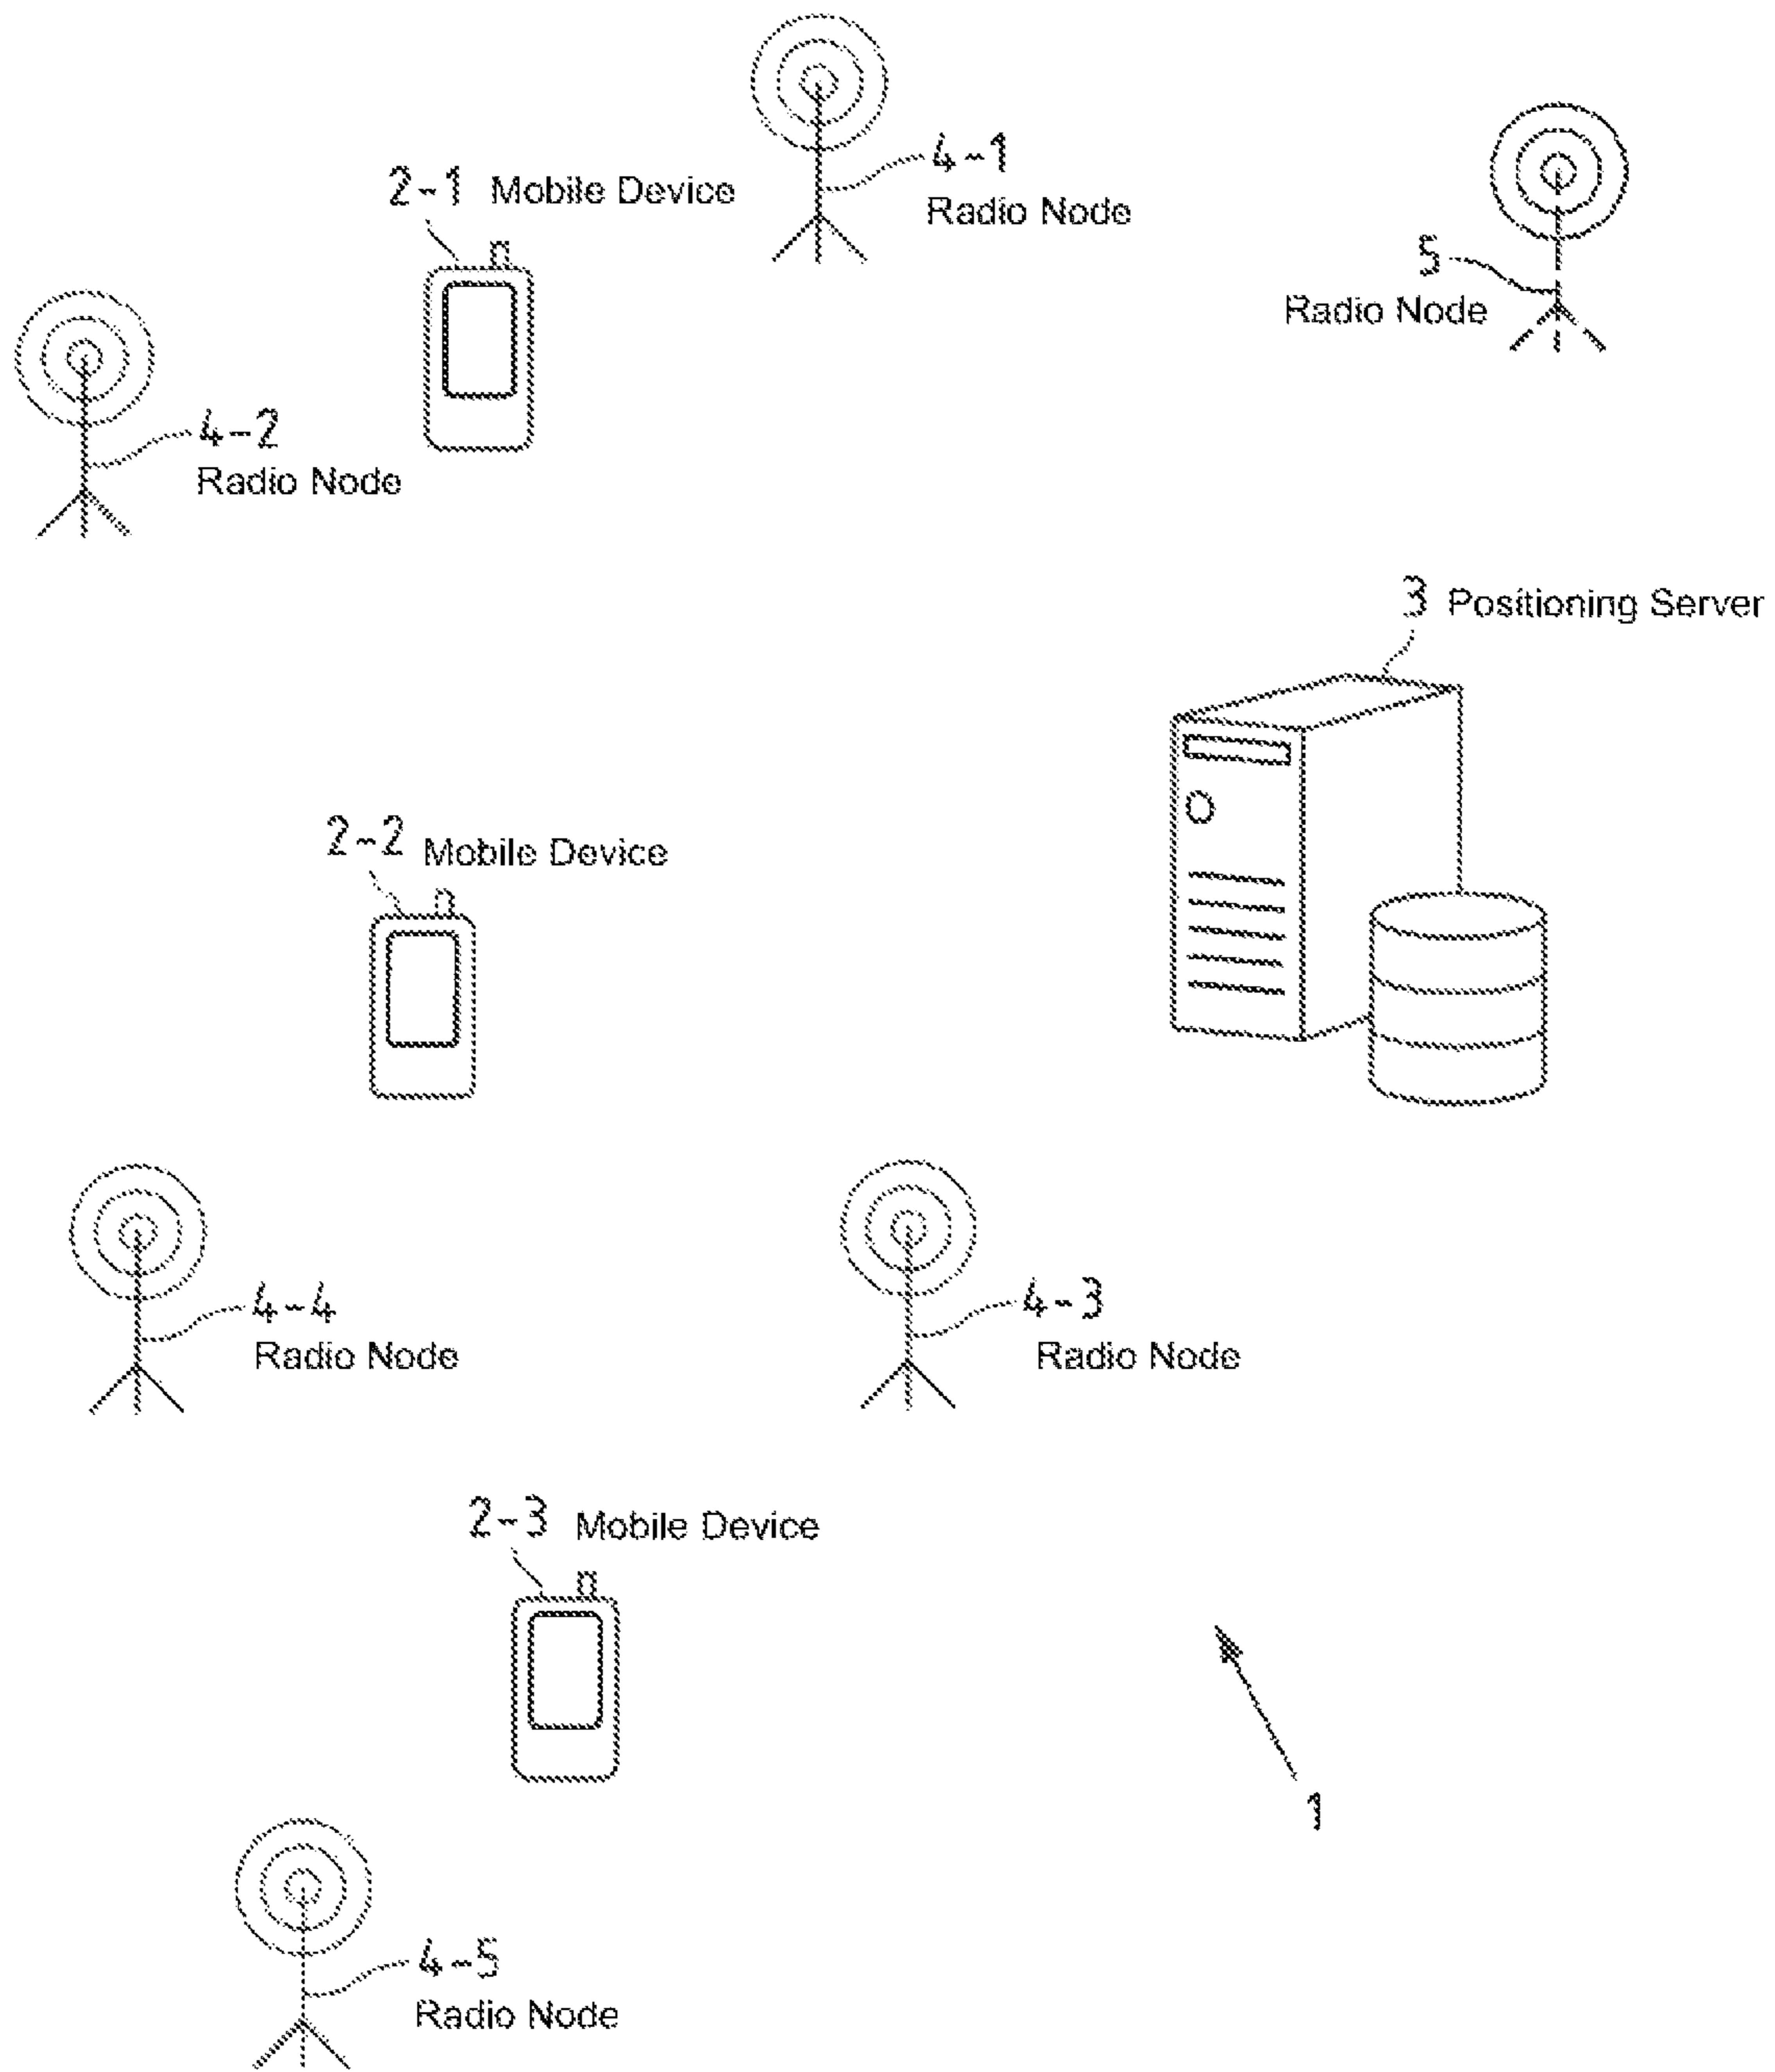 4-1
Radio Node
2-1 Mobile Device
5
Radio Node
4-2
Radio Node
3 Positioning Server
2-2 Mobile Device
4-4
Radio Node
4-3
Radio Node
2-3 Mobile Device
1
4-5
Radio Node